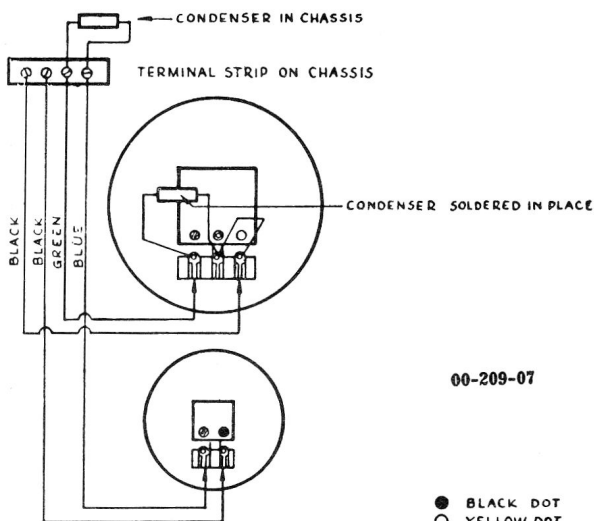 CONDENSER IN CHASSIS
TERMINAL STRIP ON CHASSIS
BLACK
BLACK
GREEN
BLUE
CONDENSER SOLDERED IN PLACE
00-209-07
BLACK DOT
YELLOW DOT